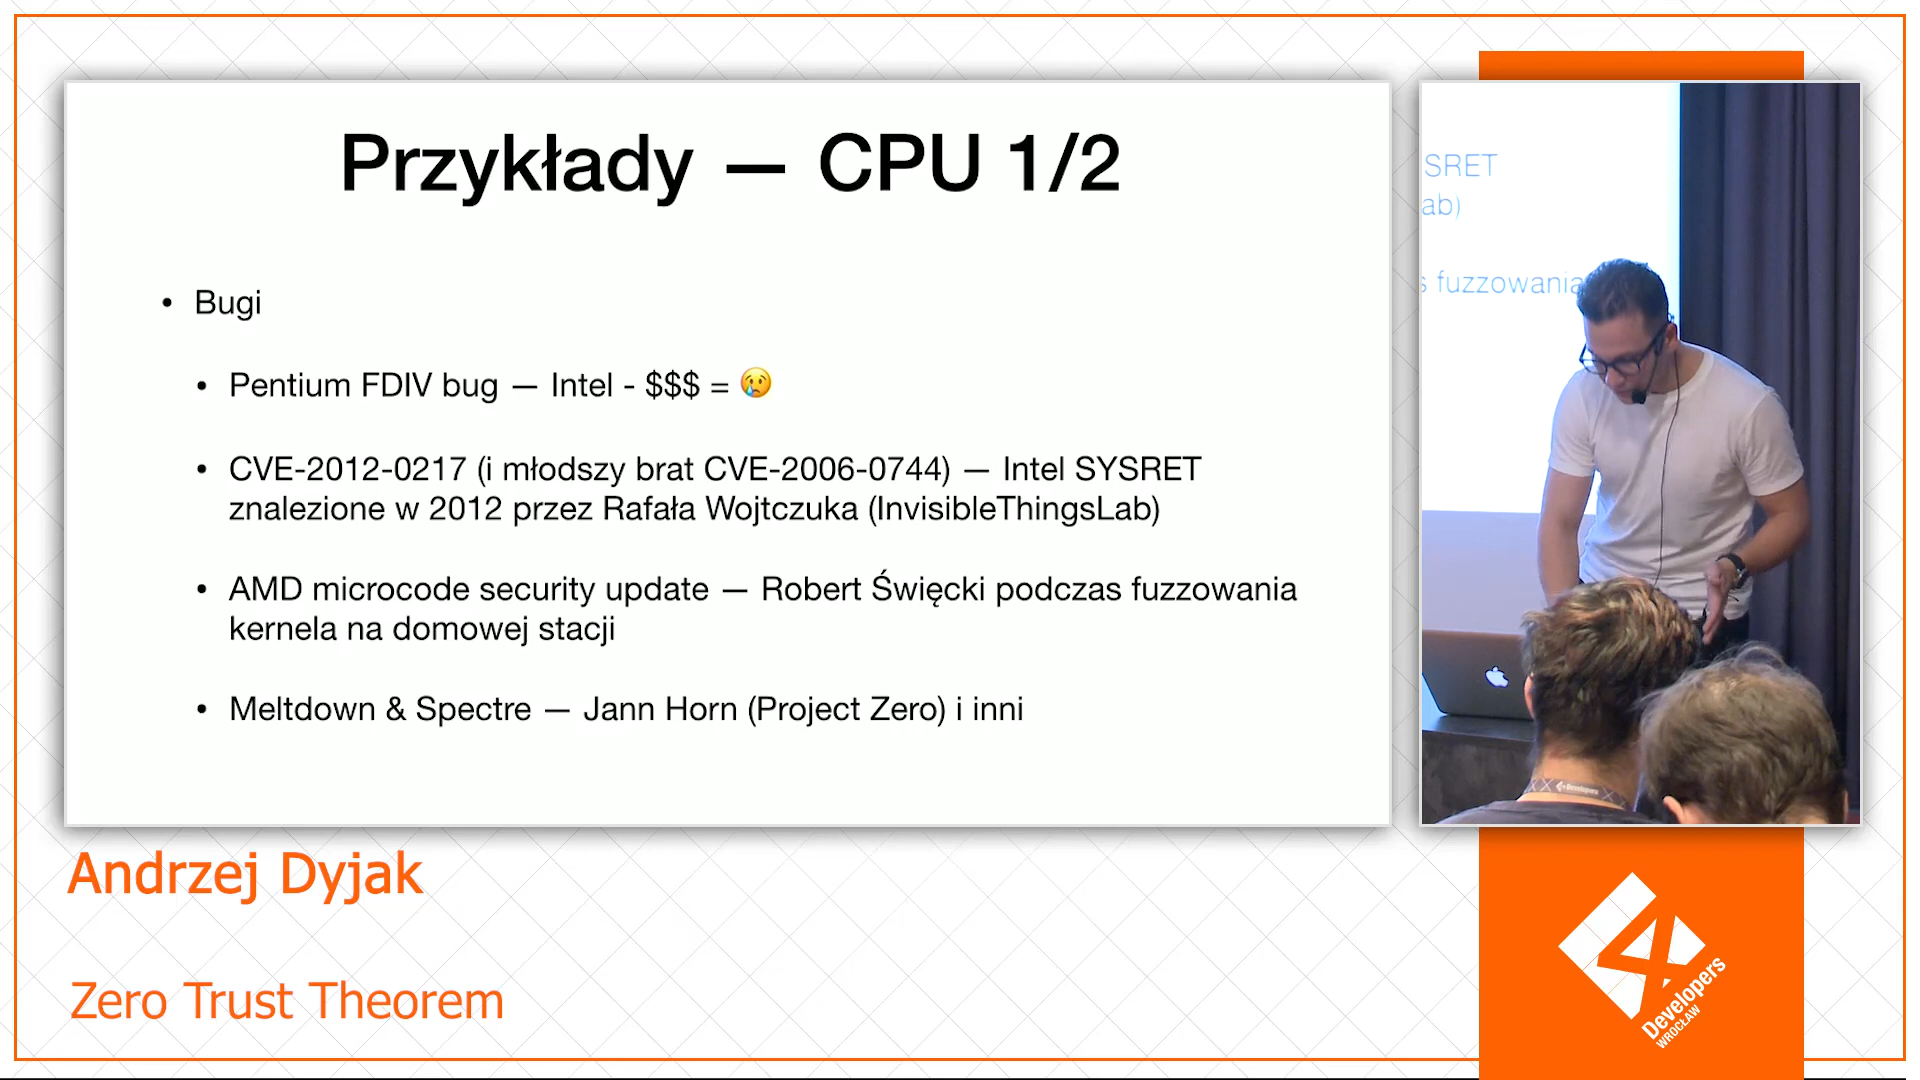 Przykłady — CPU 1/2
• Bugi
• Pentium FDIV bug — Intel - $$$ = 😢
• CVE-2012-0217 (i młodszy brat CVE-2006-0744) — Intel SYSRET
znalezione w 2012 przez Rafała Wojtczuka (InvisibleThingsLab)
• AMD microcode security update — Robert Święcki podczas fuzzowania
kernela na domowej stacji
• Meltdown & Spectre — Jann Horn (Project Zero) i inni
SRET
ab)
s fuzzowania
Andrzej Dyjak
Zero Trust Theorem
4
Developers
WROCŁAW